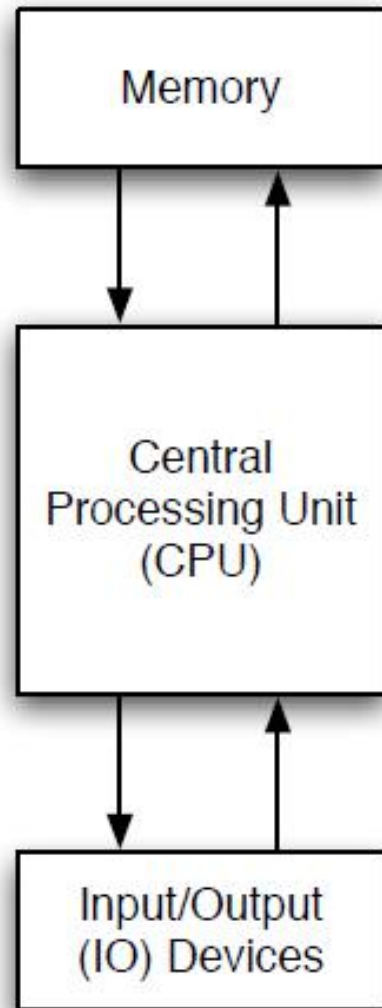 Memory
Central
Processing Unit
(CPU)
Input/Output
(IO) Devices